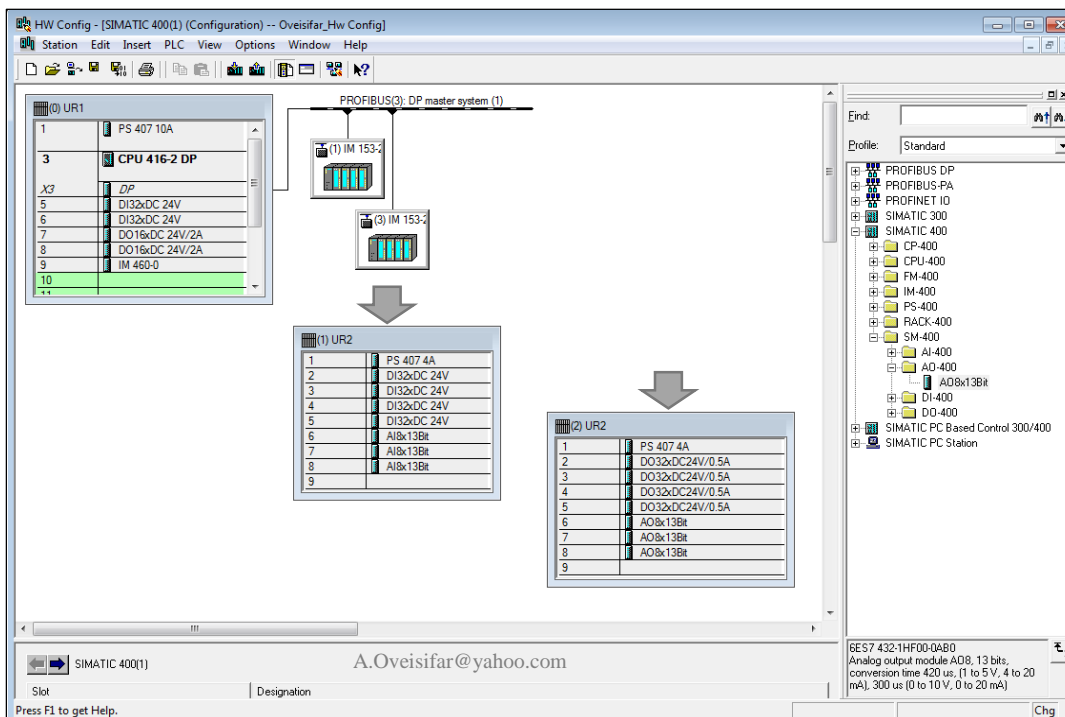 HW Config - [SIMATIC 400(1) (Configuration) -- Oveisifar_Hw Config]
Station Edit Insert PLC View Options Window Help
(0) UR1
1 PS 407 10A
3 CPU 416-2 DP
X3 DP
5 DI32xDC 24V
6 DI32xDC 24V
7 DO16xDC 24V/2A
8 DO16xDC 24V/2A
9 IM 460-0
10
11
PROFIBUS(3): DP master system (1)
(1) IM 153-2
(3) IM 153-2
(1) UR2
1 PS 407 4A
2 DI32xDC 24V
3 DI32xDC 24V
4 DI32xDC 24V
5 DI32xDC 24V
6 AI8x13Bit
7 AI8x13Bit
8 AI8x13Bit
9
(2) UR2
1 PS 407 4A
2 DO32xDC24V/0.5A
3 DO32xDC24V/0.5A
4 DO32xDC24V/0.5A
5 DO32xDC24V/0.5A
6 AO8x13Bit
7 AO8x13Bit
8 AO8x13Bit
9
Find:
Profile: Standard
PROFIBUS DP
PROFIBUS-PA
PROFINET IO
SIMATIC 300
SIMATIC 400
CP-400
CPU-400
FM-400
IM-400
PS-400
RACK-400
SM-400
AI-400
AO-400
AO8x13Bit
DI-400
DO-400
SIMATIC PC Based Control 300/400
SIMATIC PC Station
6ES7 432-1HF00-0AB0
Analog output module AO8, 13 bits,
conversion time 420 us, (1 to 5 V, 4 to 20
mA), 300 us (0 to 10 V, 0 to 20 mA)
SIMATIC 400(1)
A.Oveisifar@yahoo.com
Slot Designation
Press F1 to get Help.
Chg